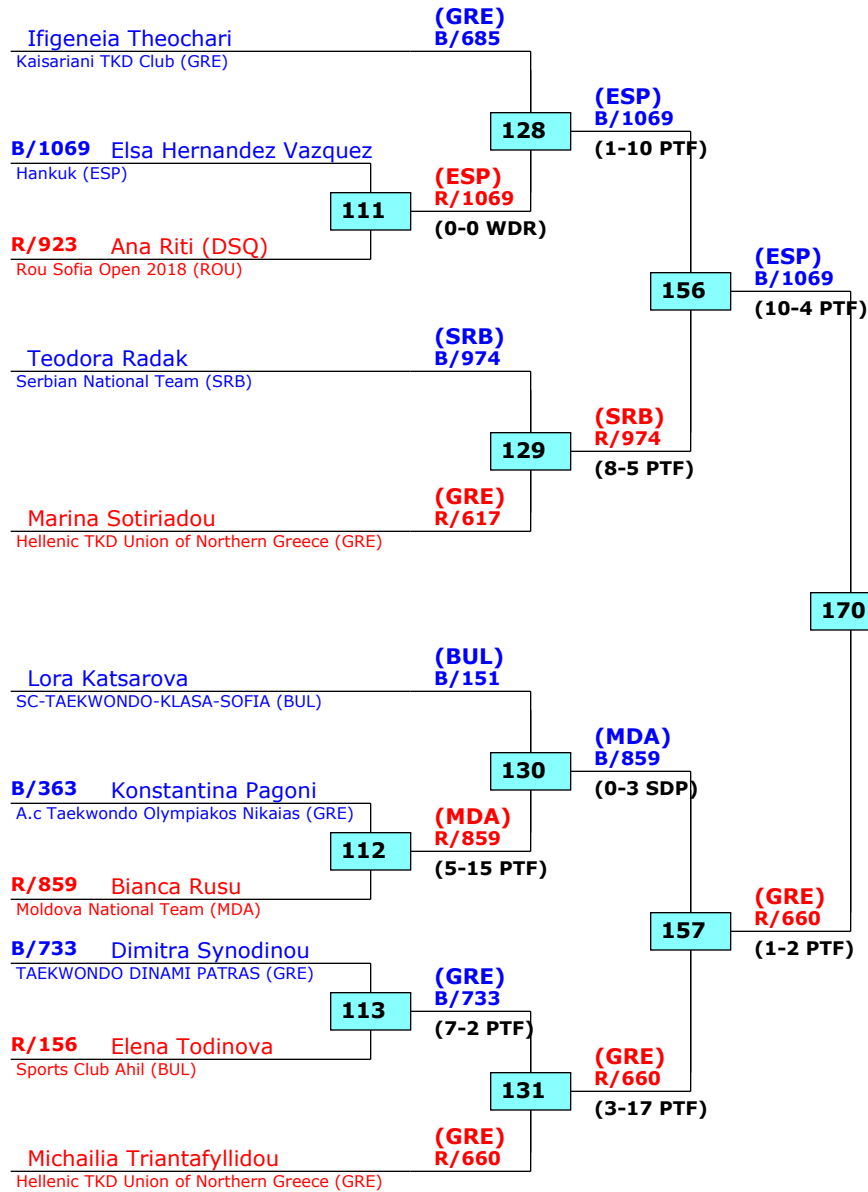 (GRE)
Ifigeneia Theochari B/685
Kaisariani TKD Club (GRE)
(ESP)
128 B/1069
(1-10 PTF)
B/1069 Elsa Hernandez Vazquez
Hankuk (ESP)
(ESP)
111 R/1069
(0-0 WDR)
R/923 Ana Riti (DSQ)
Rou Sofia Open 2018 (ROU)
(ESP)
156 B/1069
(10-4 PTF)
(SRB)
Teodora Radak B/974
Serbian National Team (SRB)
(SRB)
129 R/974
(8-5 PTF)
(GRE)
Marina Sotiriadou R/617
Hellenic TKD Union of Northern Greece (GRE)
170
(BUL)
Lora Katsarova B/151
SC-TAEKWONDO-KLASA-SOFIA (BUL)
(MDA)
130 B/859
(0-3 SDP)
B/363 Konstantina Pagoni
A.c Taekwondo Olympiakos Nikaias (GRE)
(MDA)
112 R/859
(5-15 PTF)
R/859 Bianca Rusu
Moldova National Team (MDA)
(GRE)
157 R/660
(1-2 PTF)
B/733 Dimitra Synodinou
TAEKWONDO DINAMI PATRAS (GRE)
(GRE)
113 B/733
(7-2 PTF)
R/156 Elena Todinova
Sports Club Ahil (BUL)
(GRE)
131 R/660
(3-17 PTF)
(GRE)
Michailia Triantafyllidou R/660
Hellenic TKD Union of Northern Greece (GRE)